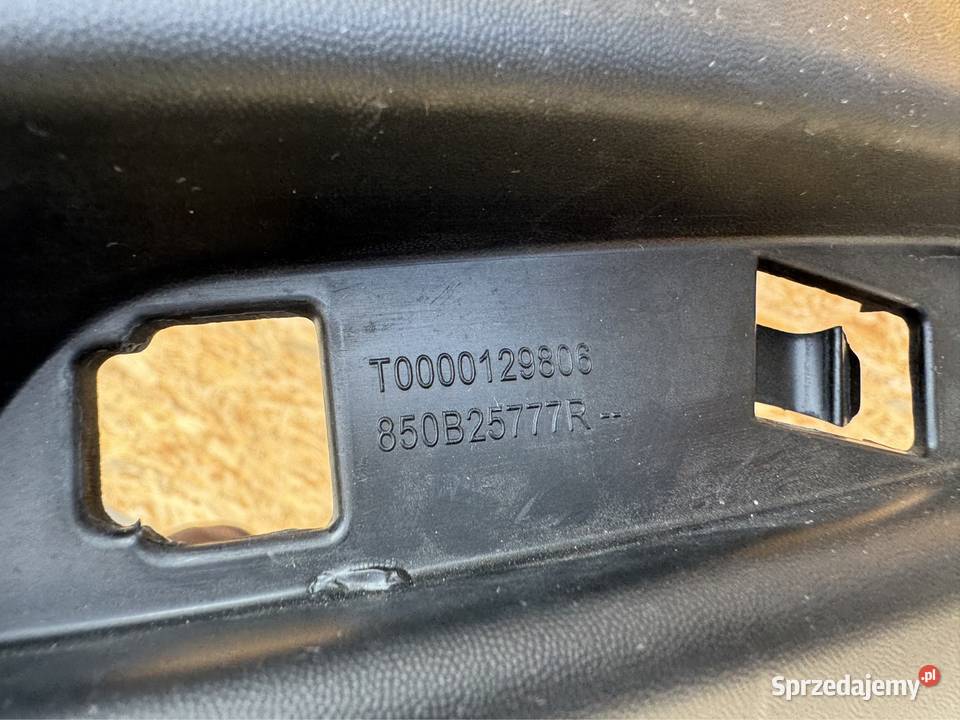 T0000129806
850B25777R --
Sprzedajemy.pl